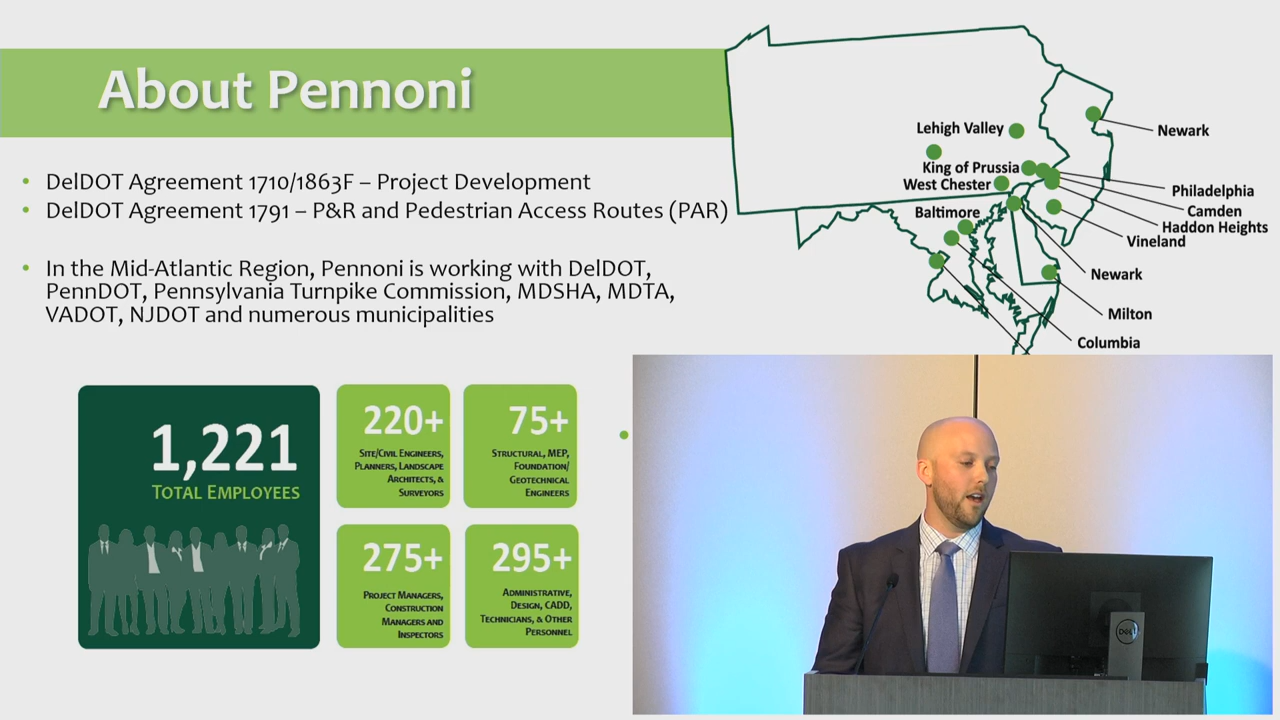 About Pennoni
• DelDOT Agreement 1710/1863F – Project Development
• DelDOT Agreement 1791 – P&R and Pedestrian Access Routes (PAR)
• In the Mid-Atlantic Region, Pennoni is working with DelDOT,
PennDOT, Pennsylvania Turnpike Commission, MDSHA, MDTA,
VADOT, NJDOT and numerous municipalities
Lehigh Valley
Newark
King of Prussia
West Chester
Philadelphia
Camden
Baltimore
Haddon Heights
Vineland
Newark
Milton
Columbia
1,221
Total Employees
220+
Site/Civil Engineers,
Planners, Landscape
Architects, &
Surveyors
75+
Structural, MEP,
Foundation/
Geotechnical
Engineers
275+
Project Managers,
Construction
Managers and
Inspectors
295+
Administrative,
Design, CADD,
Technicians, & Other
Personnel
DELL